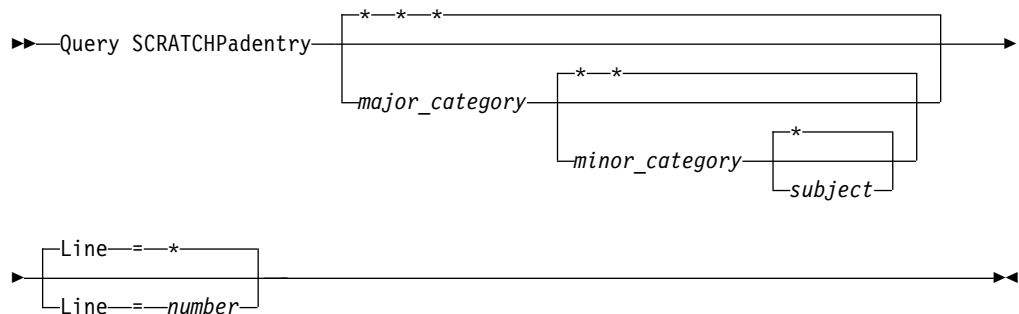 * * *
Query SCRATCHPadentry
* *
major_category
*
minor_category
subject
Line = *
Line = number